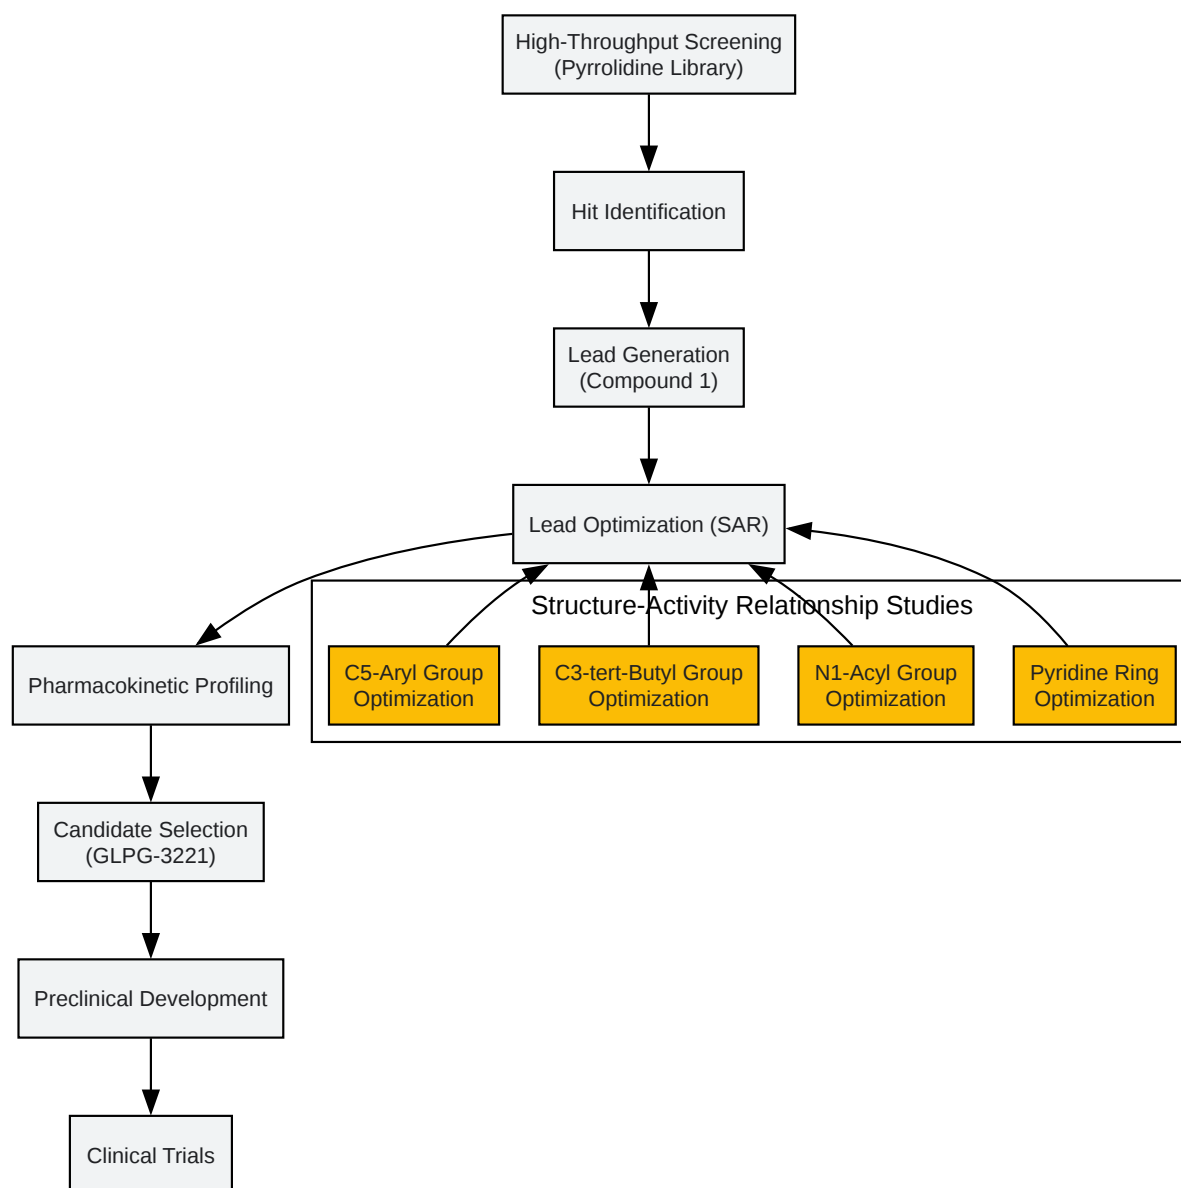 High-Throughput Screening
(Pyrrolidine Library)
Hit Identification
Lead Generation
(Compound 1)
Lead Optimization (SAR)
Structure-Activity Relationship Studies
Pharmacokinetic Profiling
C5-Aryl Group
Optimization
C3-tert-Butyl Group
Optimization
N1-Acyl Group
Optimization
Pyridine Ring
Optimization
Candidate Selection
(GLPG-3221)
Preclinical Development
Clinical Trials